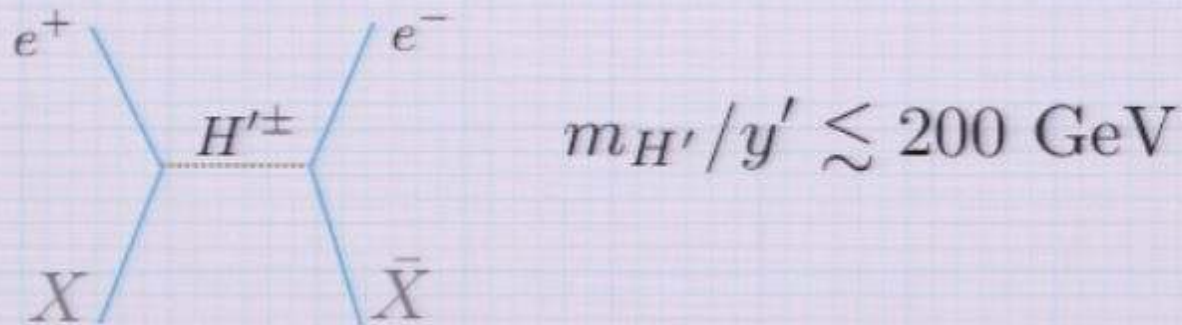 e⁺ e⁻
H′± m_{H′}/y′ ≲ 200 GeV
X X̄